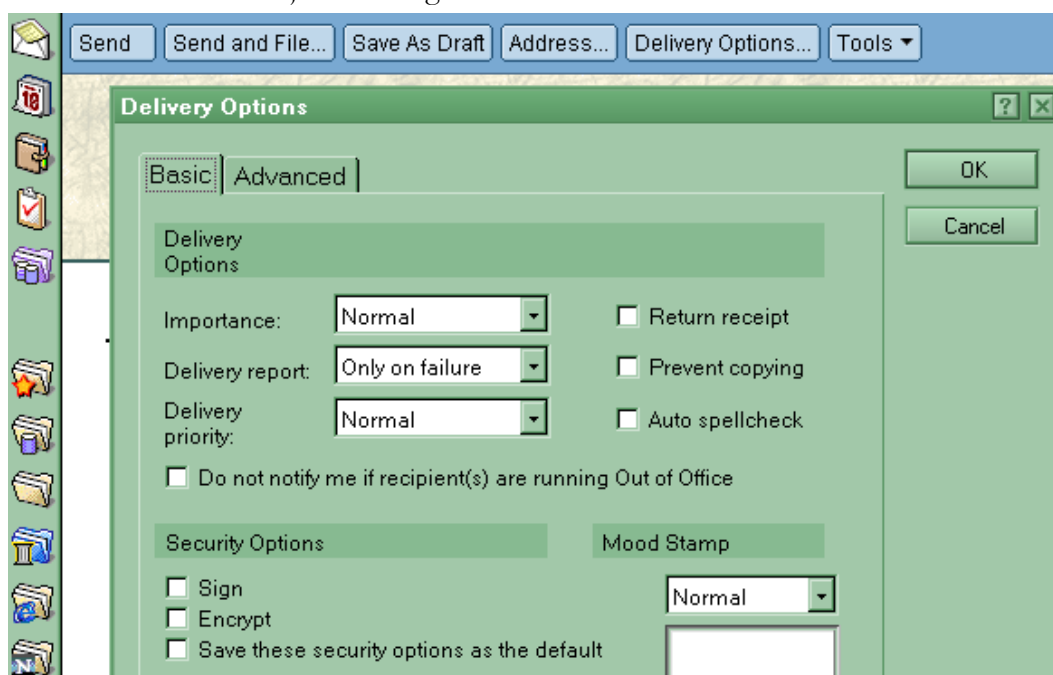 Send Send and File... Save As Draft Address... Delivery Options... Tools
10
Delivery Options ?
Basic Advanced
OK
Cancel
Delivery
Options
Importance: Normal Return receipt
Delivery report: Only on failure Prevent copying
Delivery
priority: Normal Auto spellcheck
Do not notify me if recipient(s) are running Out of Office
Security Options Mood Stamp
Sign Normal
Encrypt
Save these security options as the default
N